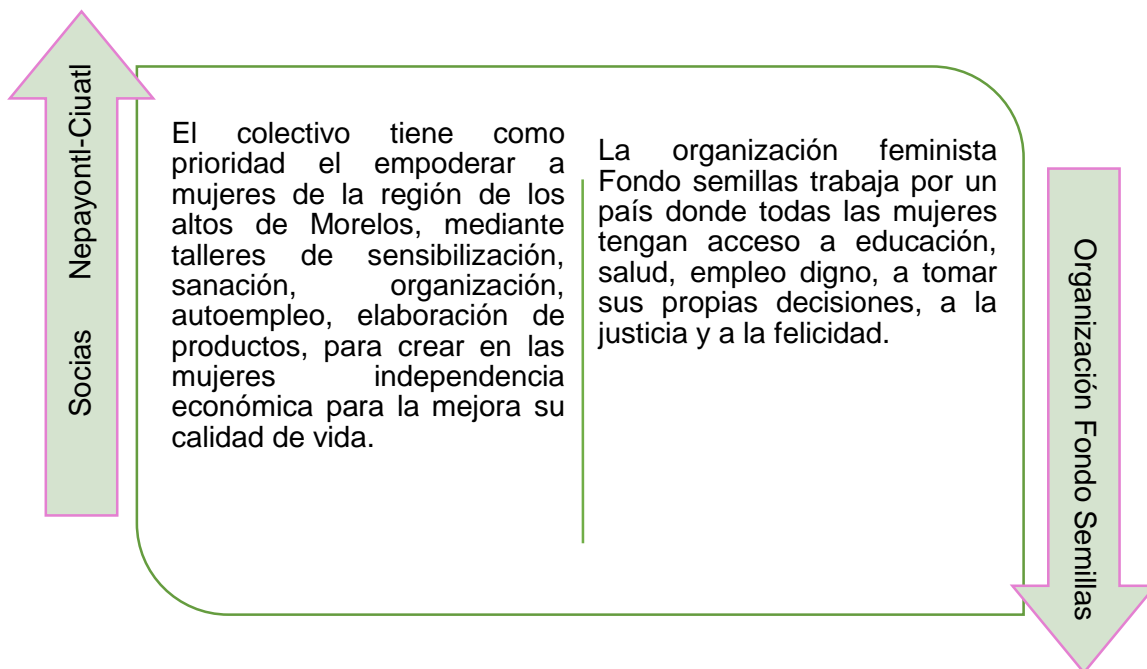 Socias Nepayontl-Ciuatl
El colectivo tiene como
prioridad el empoderar a
mujeres de la región de los
altos de Morelos, mediante
talleres de sensibilización,
sanación, organización,
autoempleo, elaboración de
productos, para crear en las
mujeres independencia
económica para la mejora su
calidad de vida.
La organización feminista
Fondo semillas trabaja por un
país donde todas las mujeres
tengan acceso a educación,
salud, empleo digno, a tomar
sus propias decisiones, a la
justicia y a la felicidad.
Organización Fondo Semillas